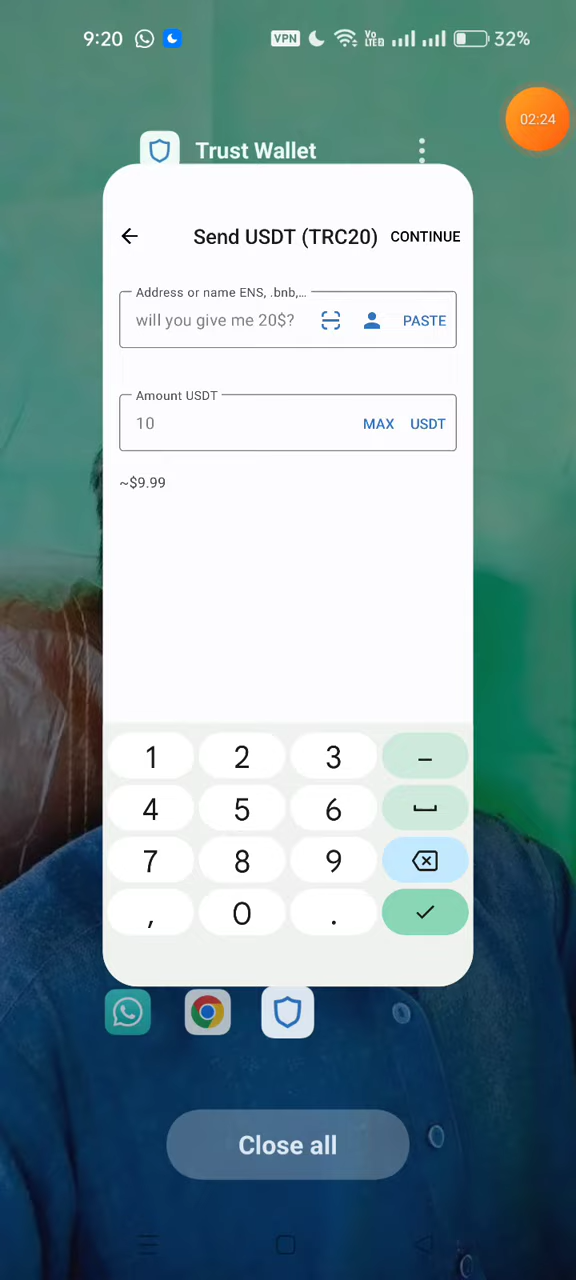 9:20
VPN
Vo
LTE
32%
02:24
Trust Wallet
Send USDT (TRC20)
CONTINUE
Address or name ENS, .bnb,...
will you give me 20$?
PASTE
Amount USDT
10
MAX
USDT
~$9.99
1 2 3 –
4 5 6
7 8 9
, 0 .
Close all